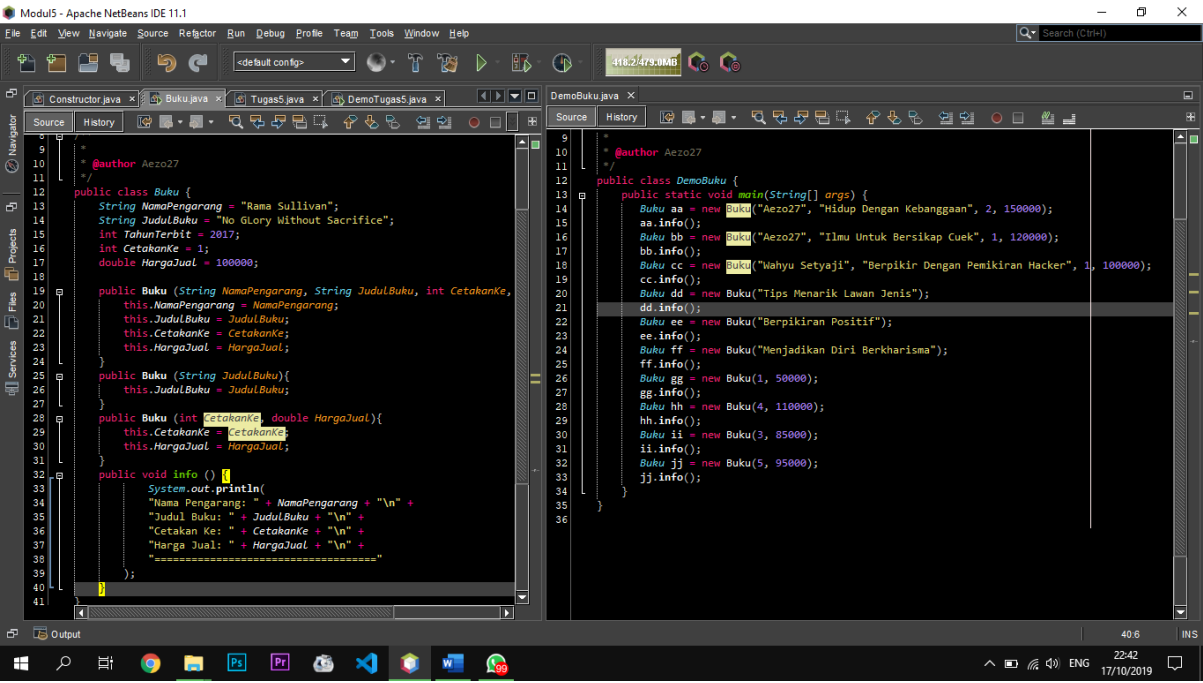 Modul5 - Apache NetBeans IDE 11.1
File Edit View Navigate Source Refactor Run Debug Profile Team Tools Window Help
Search (Ctrl+I)
<default config>
418.2/479.0MB
Constructor.java Buku.java Tugas5.java DemoTugas5.java
Source History
Navigator
Projects
Files
Services
8
9 *
10 * @author Aezo27
11 */
12 public class Buku {
13 String NamaPengarang = "Rama Sullivan";
14 String JudulBuku = "No GLory Without Sacrifice";
15 int TahunTerbit = 2017;
16 int CetakanKe = 1;
17 double HargaJual = 100000;
18
19 public Buku (String NamaPengarang, String JudulBuku, int CetakanKe,
20 this.NamaPengarang = NamaPengarang;
21 this.JudulBuku = JudulBuku;
22 this.CetakanKe = CetakanKe;
23 this.HargaJual = HargaJual;
24 }
25 public Buku (String JudulBuku){
26 this.JudulBuku = JudulBuku;
27 }
28 public Buku (int CetakanKe, double HargaJual){
29 this.CetakanKe = CetakanKe;
30 this.HargaJual = HargaJual;
31 }
32 public void info () {
33 System.out.println(
34 "Nama Pengarang: " + NamaPengarang + "\n" +
35 "Judul Buku: " + JudulBuku + "\n" +
36 "Cetakan Ke: " + CetakanKe + "\n" +
37 "Harga Jual: " + HargaJual + "\n" +
38 "===================================="
39 );
40 }
41 }
DemoBuku.java
Source History
9 *
10 * @author Aezo27
11 */
12 public class DemoBuku {
13 public static void main(String[] args) {
14 Buku aa = new Buku("Aezo27", "Hidup Dengan Kebanggaan", 2, 150000);
15 aa.info();
16 Buku bb = new Buku("Aezo27", "Ilmu Untuk Bersikap Cuek", 1, 120000);
17 bb.info();
18 Buku cc = new Buku("Wahyu Setyaji", "Berpikir Dengan Pemikiran Hacker", 1, 100000);
19 cc.info();
20 Buku dd = new Buku("Tips Menarik Lawan Jenis");
21 dd.info();
22 Buku ee = new Buku("Berpikiran Positif");
23 ee.info();
24 Buku ff = new Buku("Menjadikan Diri Berkharisma");
25 ff.info();
26 Buku gg = new Buku(1, 50000);
27 gg.info();
28 Buku hh = new Buku(4, 110000);
29 hh.info();
30 Buku ii = new Buku(3, 85000);
31 ii.info();
32 Buku jj = new Buku(5, 95000);
33 jj.info();
34 }
35 }
36
Output
40:6 INS
Ps Pr W 99
ENG
22:42
17/10/2019